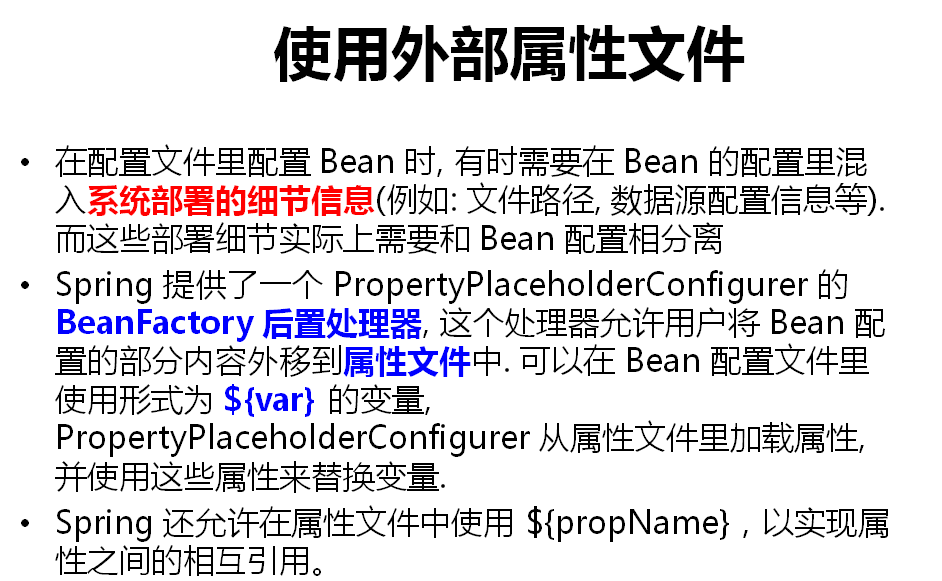 使用外部属性文件
• 在配置文件里配置 Bean 时, 有时需要在 Bean 的配置里混
入系统部署的细节信息(例如: 文件路径, 数据源配置信息等).
而这些部署细节实际上需要和 Bean 配置相分离
• Spring 提供了一个 PropertyPlaceholderConfigurer 的
BeanFactory 后置处理器, 这个处理器允许用户将 Bean 配
置的部分内容外移到属性文件中. 可以在 Bean 配置文件里
使用形式为 ${var} 的变量,
PropertyPlaceholderConfigurer 从属性文件里加载属性,
并使用这些属性来替换变量.
• Spring 还允许在属性文件中使用 ${propName}，以实现属
性之间的相互引用。